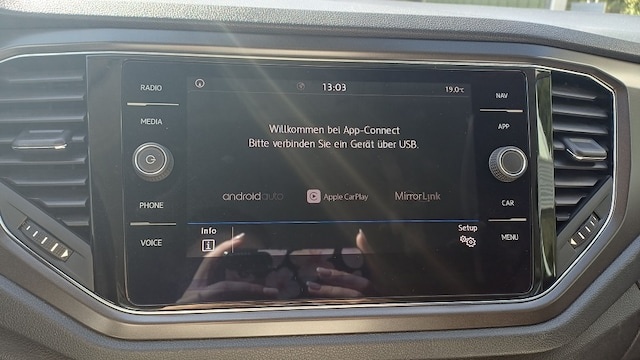 RADIO
MEDIA
PHONE
VOICE
13:03
19.0°C
Willkommen bei App-Connect
Bitte verbinden Sie ein Gerät über USB.
androidauto
Apple CarPlay
MirrorLink
Info
Setup
NAV
APP
CAR
MENU